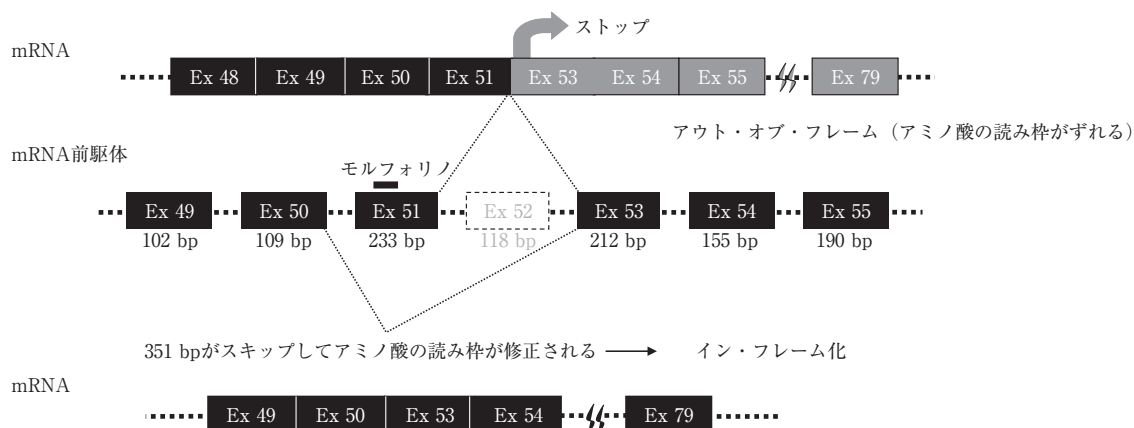 ストップ
mRNA
Ex 48 Ex 49 Ex 50 Ex 51 Ex 53 Ex 54 Ex 55 Ex 79
アウト・オブ・フレーム（アミノ酸の読み枠がずれる）
mRNA前駆体
モルフォリノ
Ex 49 Ex 50 Ex 51 Ex 52 Ex 53 Ex 54 Ex 55
102 bp 109 bp 233 bp 118 bp 212 bp 155 bp 190 bp
351 bpがスキップしてアミノ酸の読み枠が修正される イン・フレーム化
mRNA
Ex 49 Ex 50 Ex 53 Ex 54 Ex 79